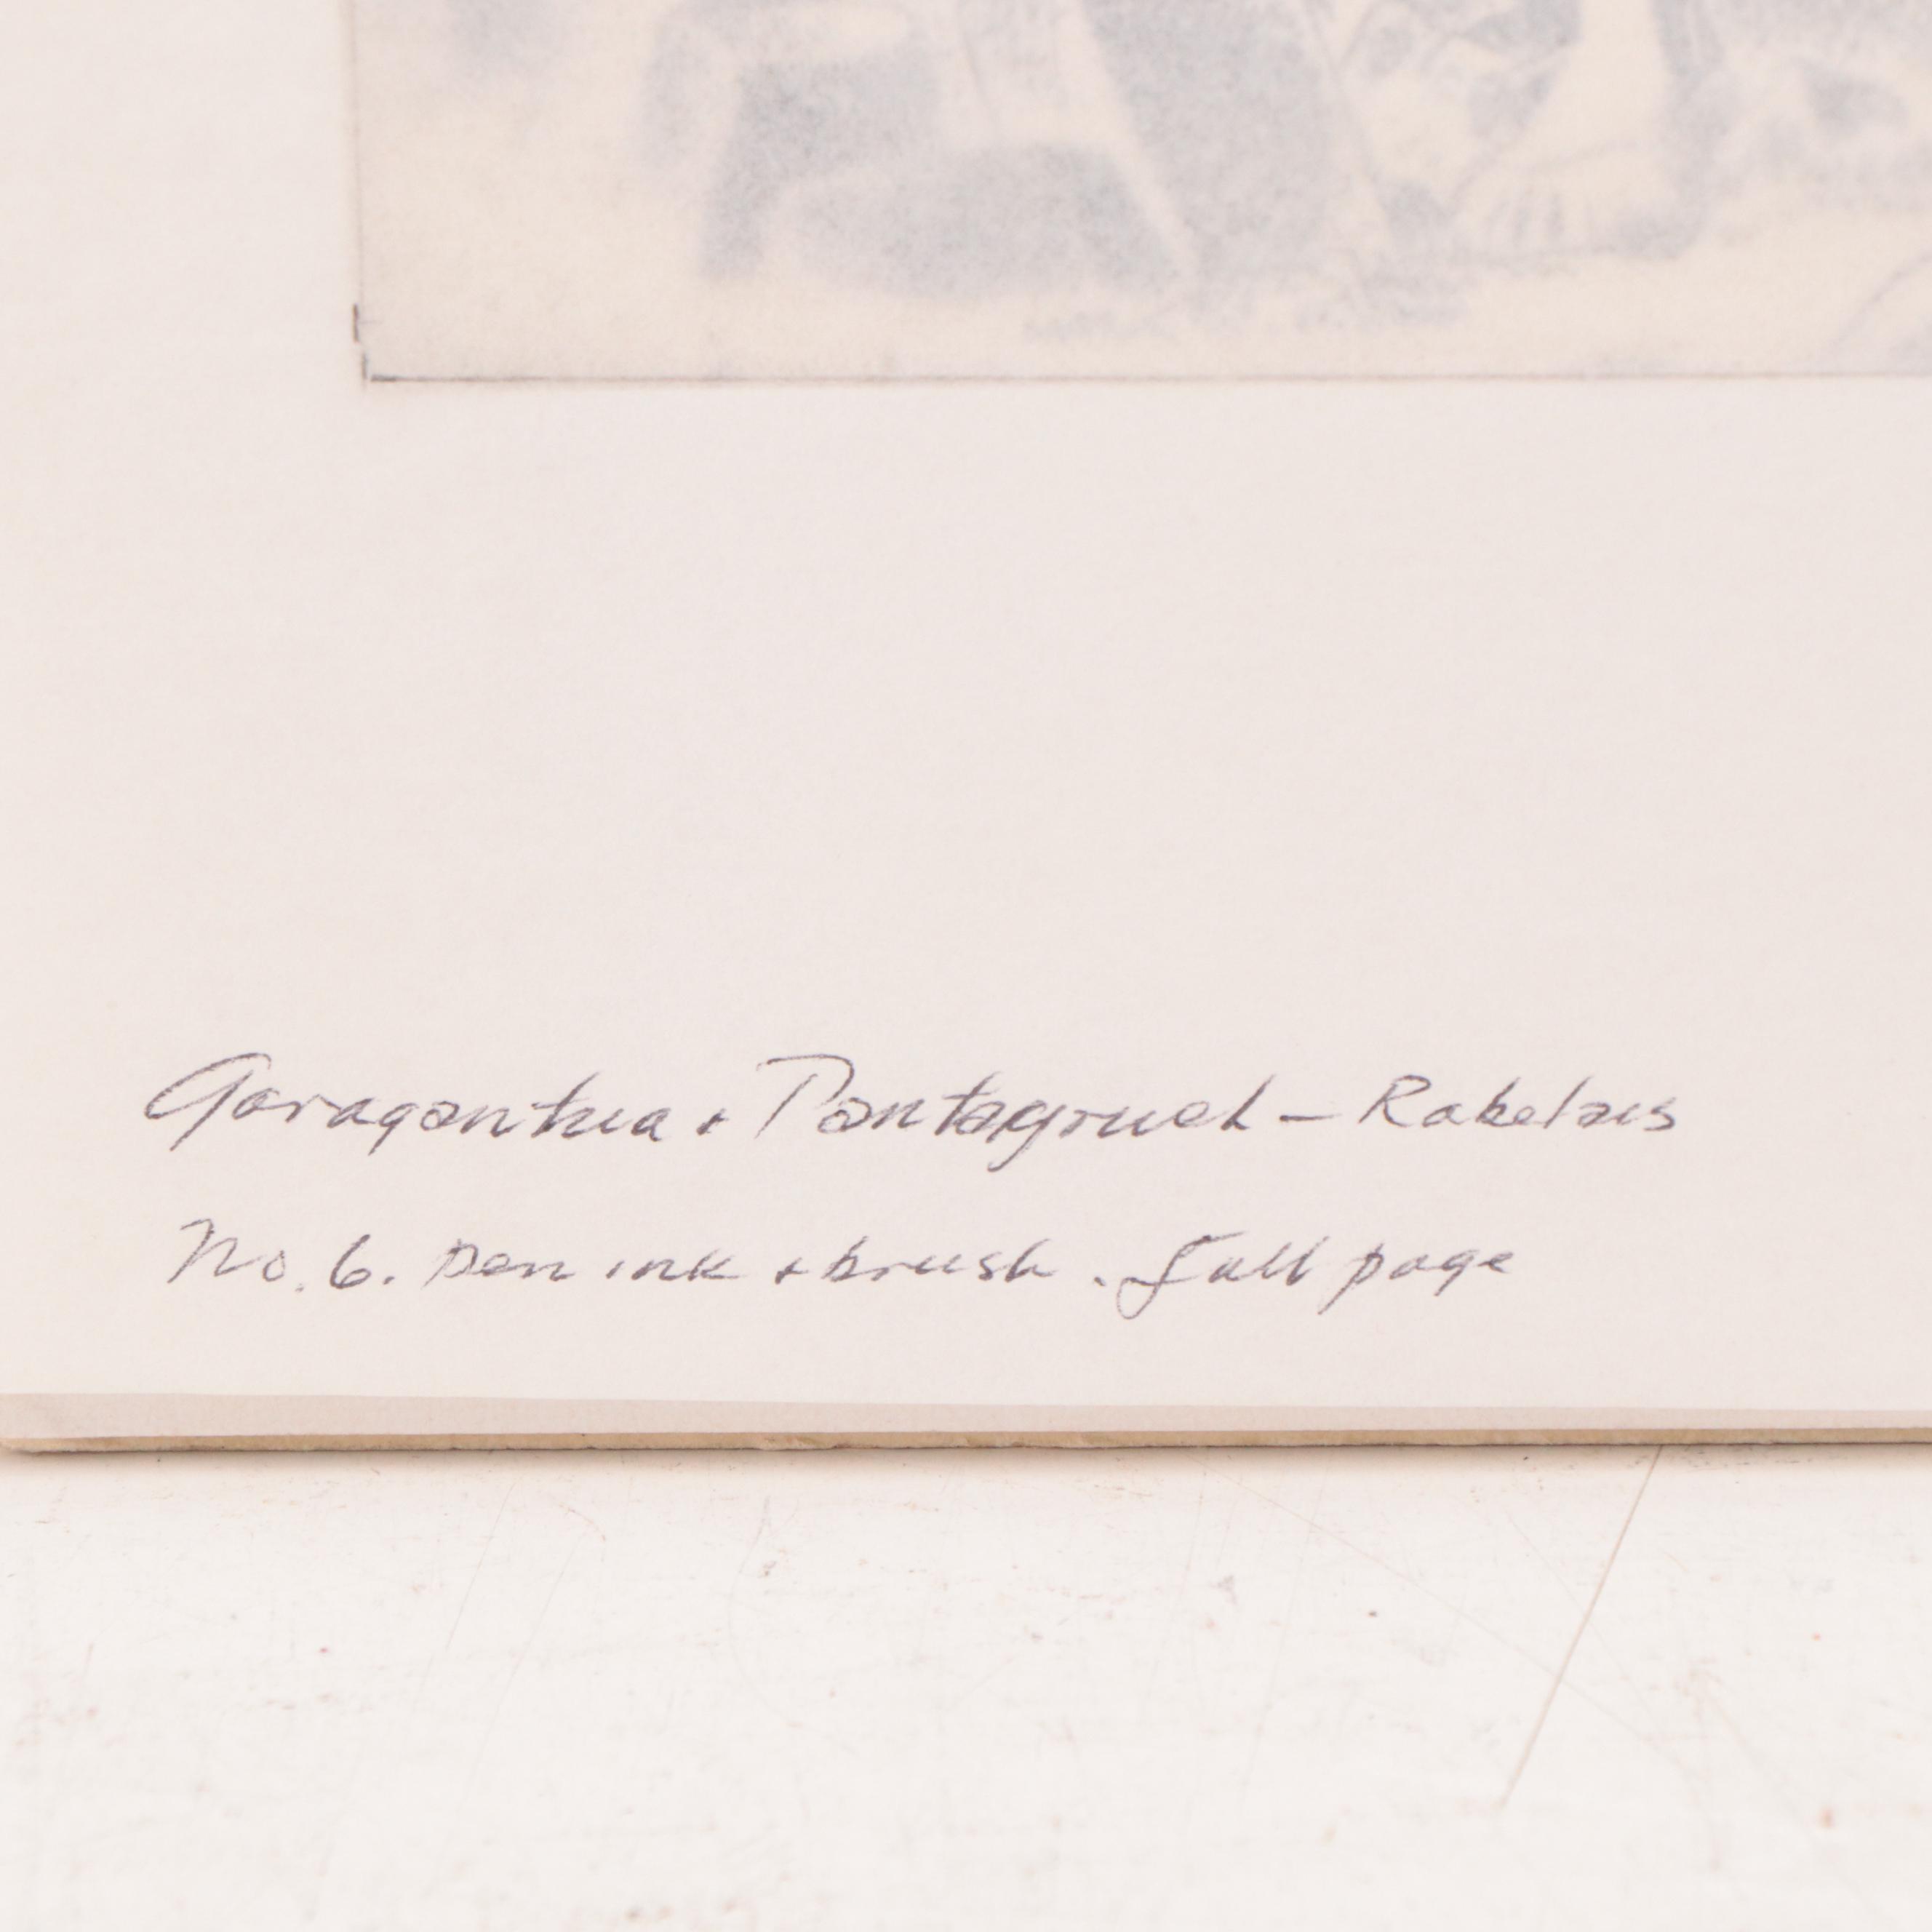 Garagantua + Pantagruel – Rabelais
No. 6. Pen ink + brush. full page